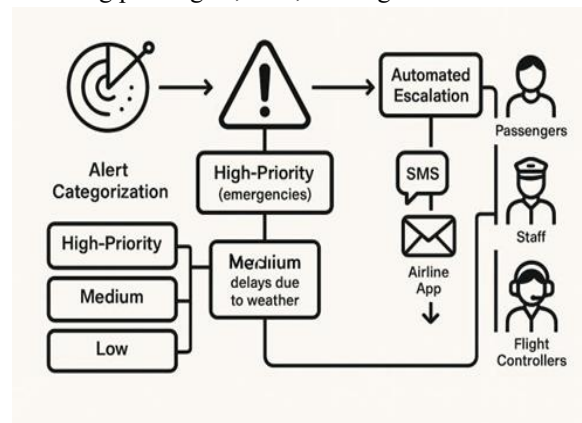 Alert
Categorization
High-Priority
Medium
Low
High-Priority
(emergencies)
Medium
delays due
to weather
Automated
Escalation
SMS
Airline
App
Passengers
Staff
Flight
Controllers